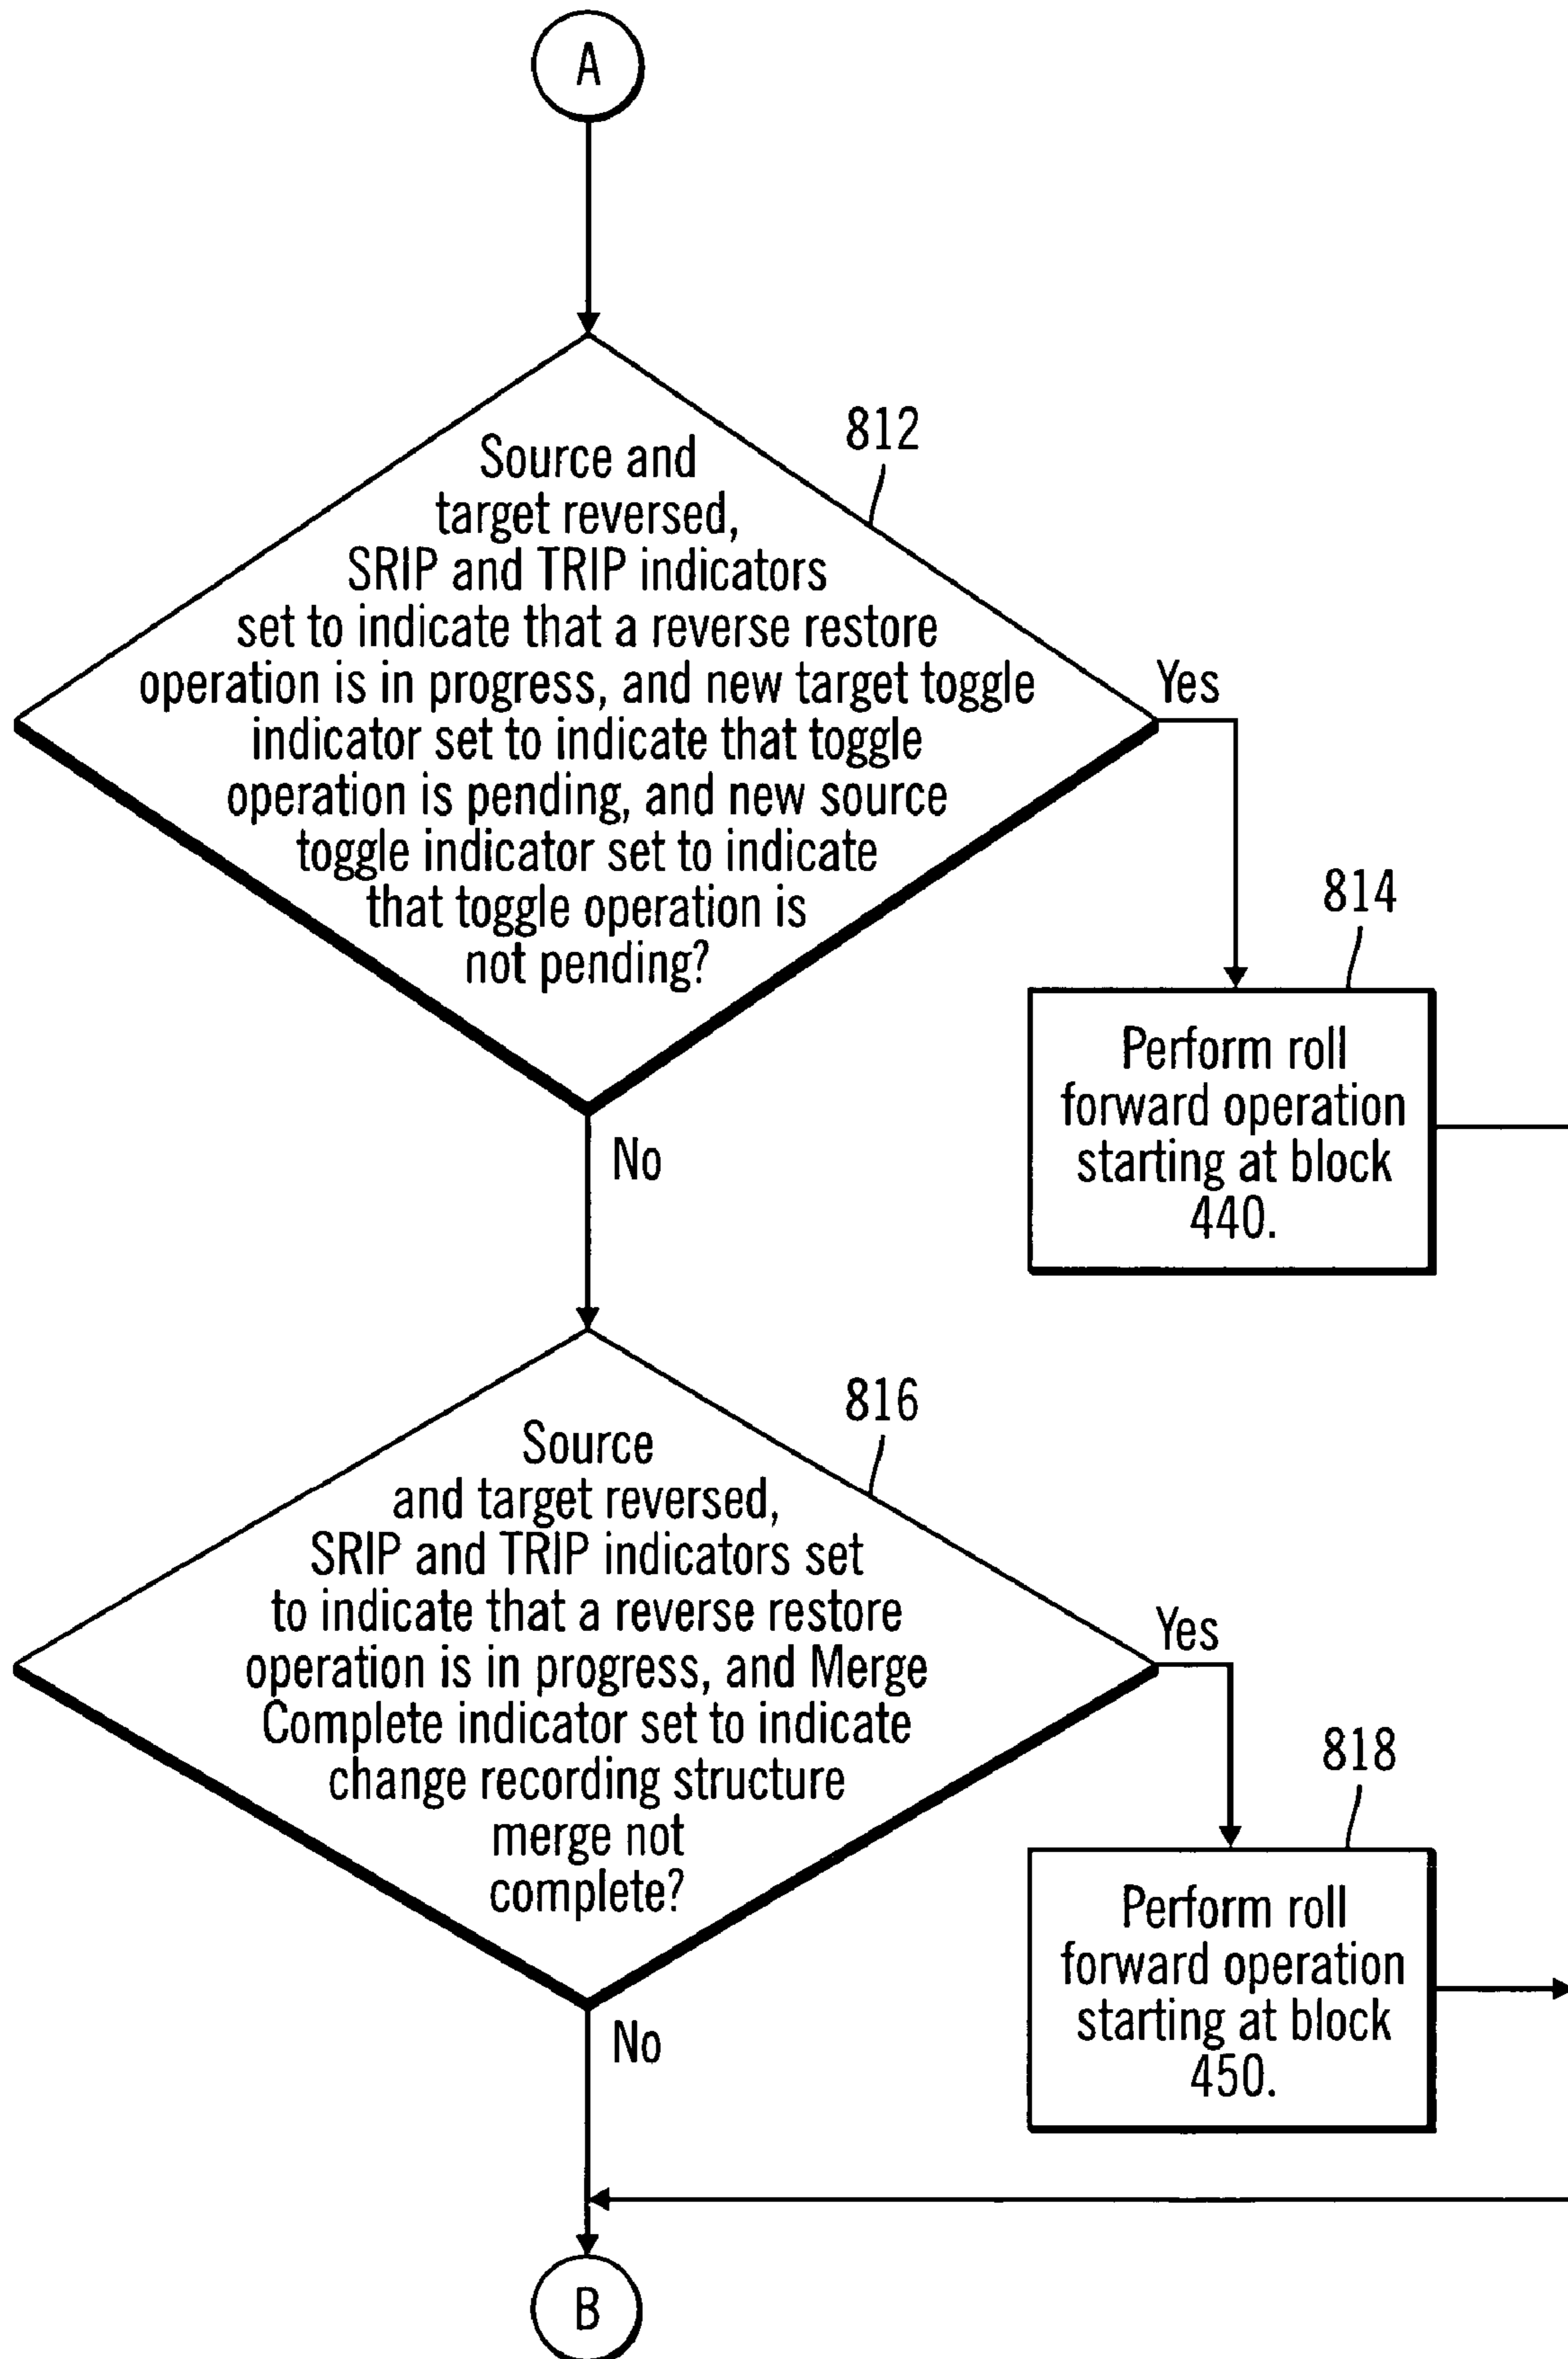 A
812
Source and
target reversed,
SRIP and TRIP indicators
set to indicate that a reverse restore
operation is in progress, and new target toggle
indicator set to indicate that toggle
operation is pending, and new source
toggle indicator set to indicate
that toggle operation is
not pending?
Yes
814
Perform roll
forward operation
starting at block
440.
No
816
Source
and target reversed,
SRIP and TRIP indicators set
to indicate that a reverse restore
operation is in progress, and Merge
Complete indicator set to indicate
change recording structure
merge not
complete?
Yes
818
Perform roll
forward operation
starting at block
450.
No
B